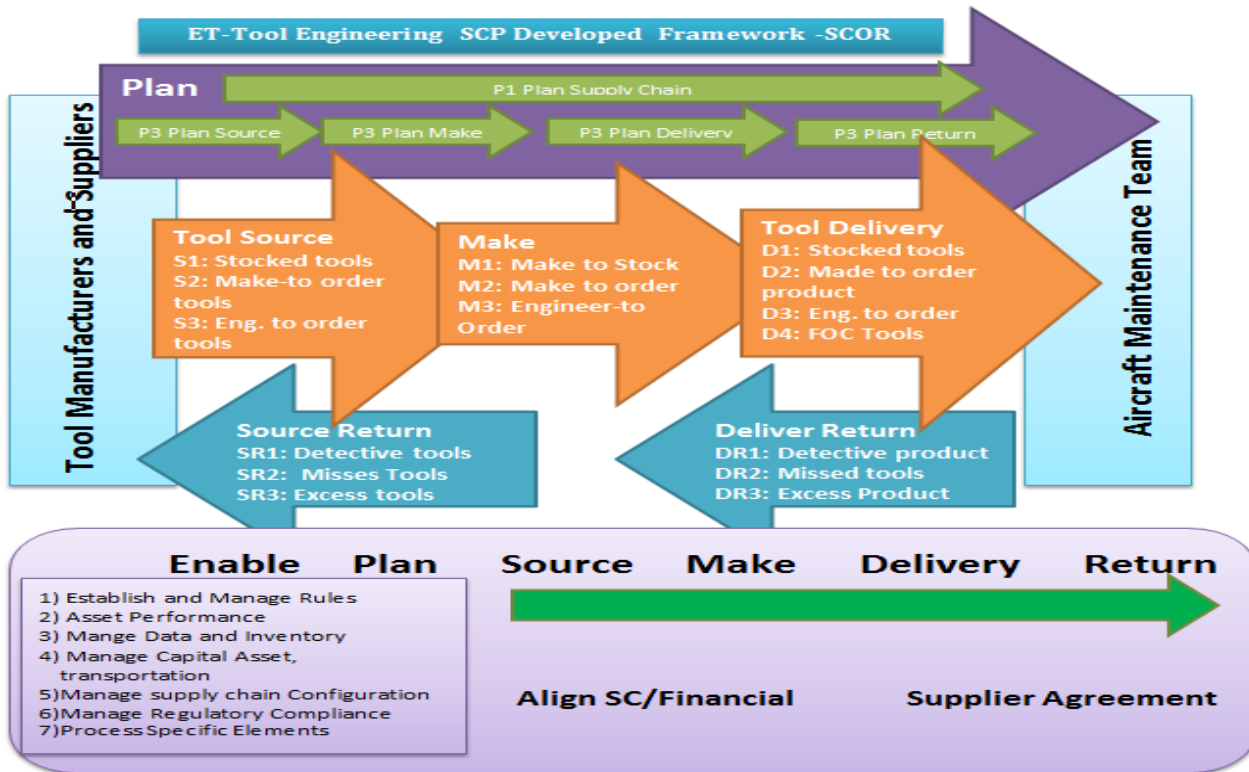 ET-Tool Engineering SCP Developed Framework -SCOR
Plan
P1 Plan Supply Chain
P3 Plan Source
P3 Plan Make
P3 Plan Delivery
P3 Plan Return
Tool Manufacturers and Suppliers
Aircraft Maintenance Team
Tool Source
S1: Stocked tools
S2: Make-to order
tools
S3: Eng. to order
tools
Make
M1: Make to Stock
M2: Make to order
M3: Engineer-to
Order
Tool Delivery
D1: Stocked tools
D2: Made to order
product
D3: Eng. to order
D4: FOC Tools
Source Return
SR1: Detective tools
SR2: Misses Tools
SR3: Excess tools
Deliver Return
DR1: Detective product
DR2: Missed tools
DR3: Excess Product
Enable Plan Source Make Delivery Return
1) Establish and Manage Rules
2) Asset Performance
3) Mange Data and Inventory
4) Manage Capital Asset,
transportation
5)Manage supply chain Configuration
6)Manage Regulatory Compliance
7)Process Specific Elements
Align SC/Financial
Supplier Agreement